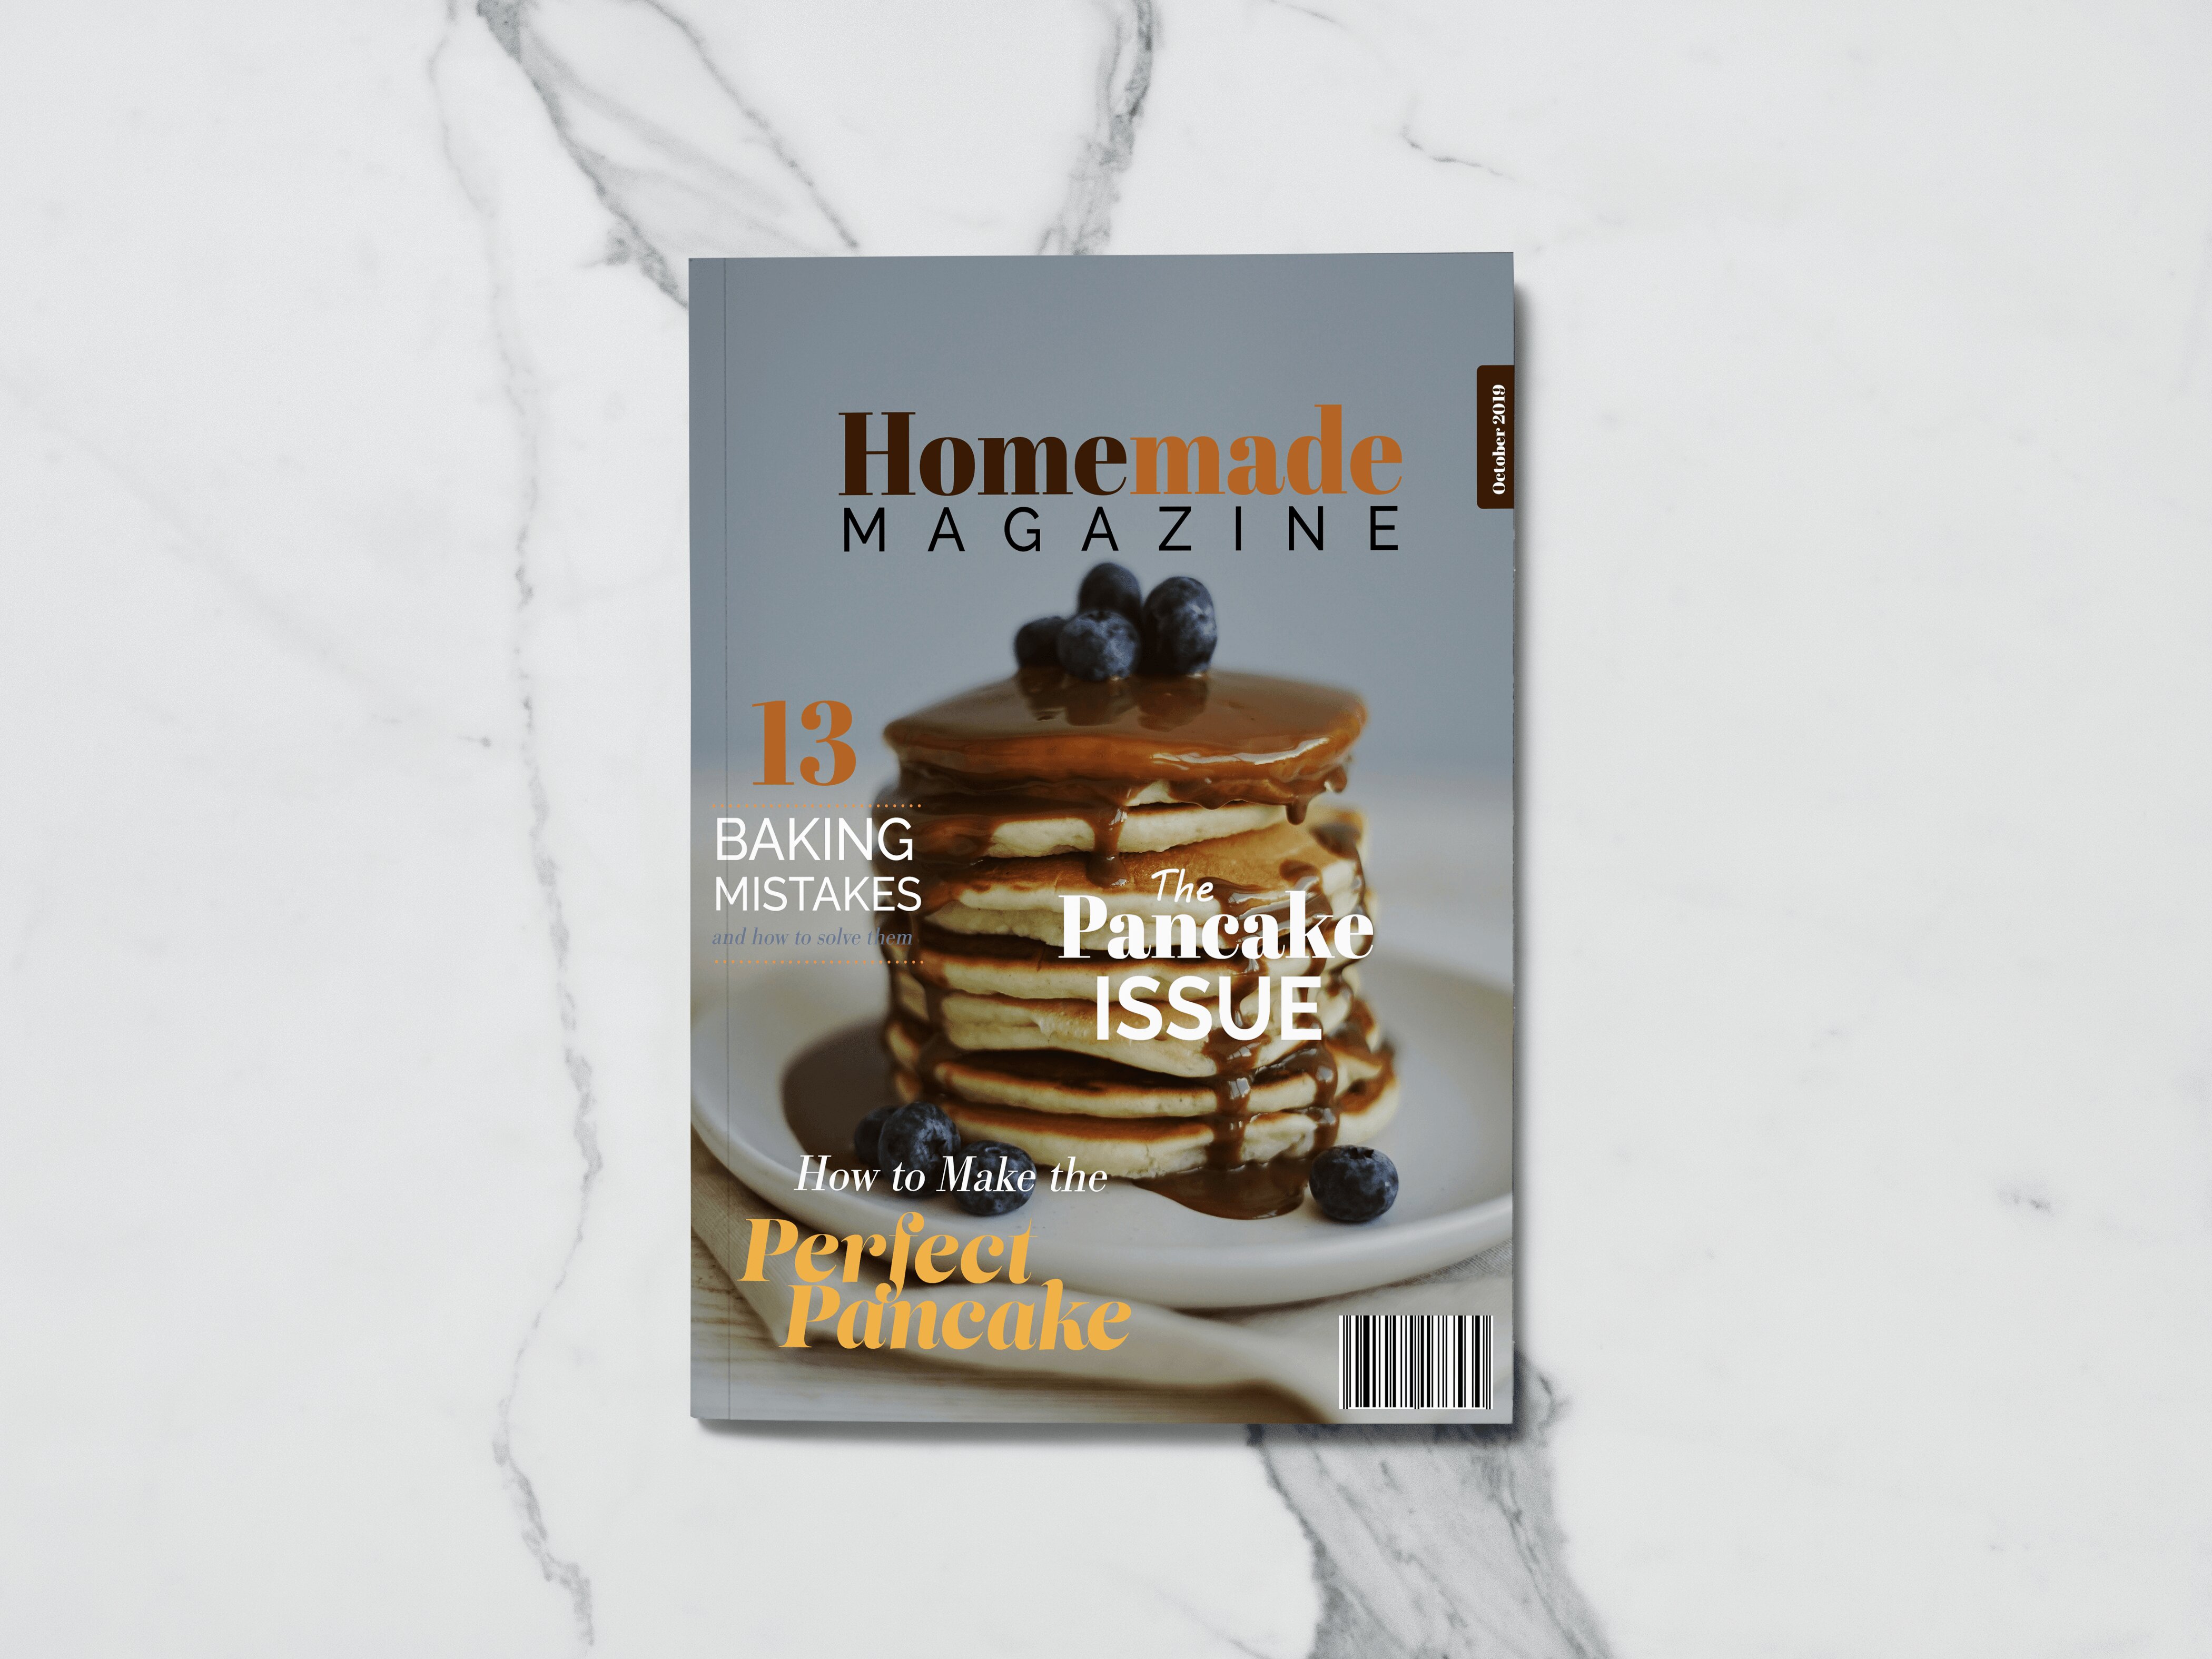 Homemade
MAGAZINE
October 2019
13
BAKING
MISTAKES
and how to solve them
The
Pancake
ISSUE
How to Make the
Perfect
Pancake